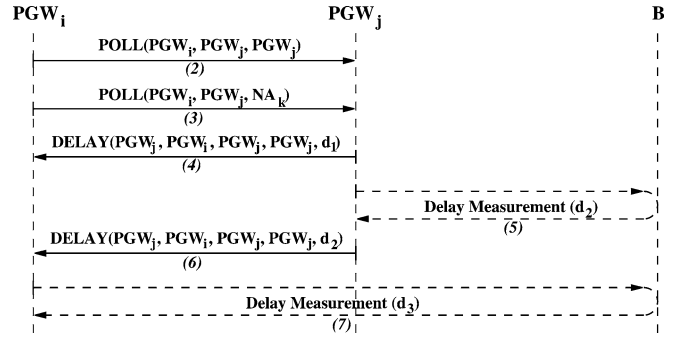 PGWi PGWj B
POLL(PGWi, PGWj, PGWj)
(2)
POLL(PGWi, PGWj, NAk)
(3)
DELAY(PGWj, PGWi, PGWj, PGWj, d1)
(4)
Delay Measurement (d2)
(5)
DELAY(PGWj, PGWi, PGWj, PGWj, d2)
(6)
Delay Measurement (d3)
(7)